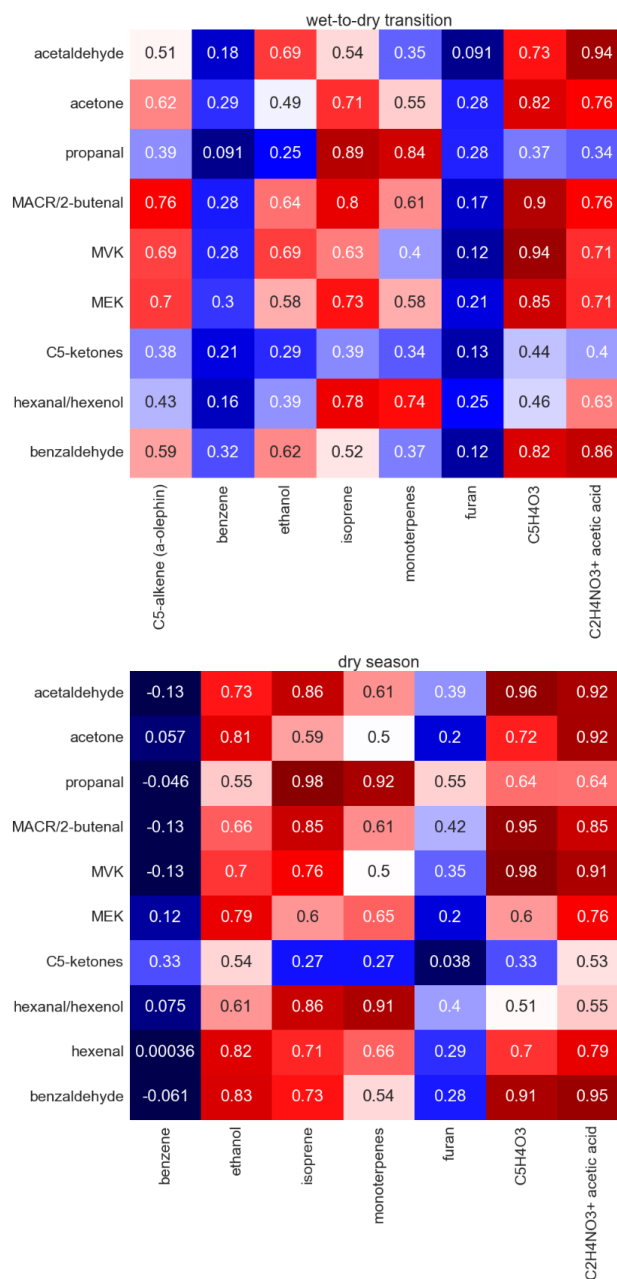 wet-to-dry transition
acetaldehyde 0.51 0.18 0.69 0.54 0.35 0.091 0.73 0.94
acetone 0.62 0.29 0.49 0.71 0.55 0.28 0.82 0.76
propanal 0.39 0.091 0.25 0.89 0.84 0.28 0.37 0.34
MACR/2-butenal 0.76 0.28 0.64 0.8 0.61 0.17 0.9 0.76
MVK 0.69 0.28 0.69 0.63 0.4 0.12 0.94 0.71
MEK 0.7 0.3 0.58 0.73 0.58 0.21 0.85 0.71
C5-ketones 0.38 0.21 0.29 0.39 0.34 0.13 0.44 0.4
hexanal/hexenol 0.43 0.16 0.39 0.78 0.74 0.25 0.46 0.63
benzaldehyde 0.59 0.32 0.62 0.52 0.37 0.12 0.82 0.86
C5-alkene (a-olephin) benzene ethanol isoprene monoterpenes furan C5H4O3 C2H4NO3+ acetic acid
dry season
acetaldehyde -0.13 0.73 0.86 0.61 0.39 0.96 0.92
acetone 0.057 0.81 0.59 0.5 0.2 0.72 0.92
propanal -0.046 0.55 0.98 0.92 0.55 0.64 0.64
MACR/2-butenal -0.13 0.66 0.85 0.61 0.42 0.95 0.85
MVK -0.13 0.7 0.76 0.5 0.35 0.98 0.91
MEK 0.12 0.79 0.6 0.65 0.2 0.6 0.76
C5-ketones 0.33 0.54 0.27 0.27 0.038 0.33 0.53
hexanal/hexenol 0.075 0.61 0.86 0.91 0.4 0.51 0.55
hexenal 0.00036 0.82 0.71 0.66 0.29 0.7 0.79
benzaldehyde -0.061 0.83 0.73 0.54 0.28 0.91 0.95
benzene ethanol isoprene monoterpenes furan C5H4O3 C2H4NO3+ acetic acid